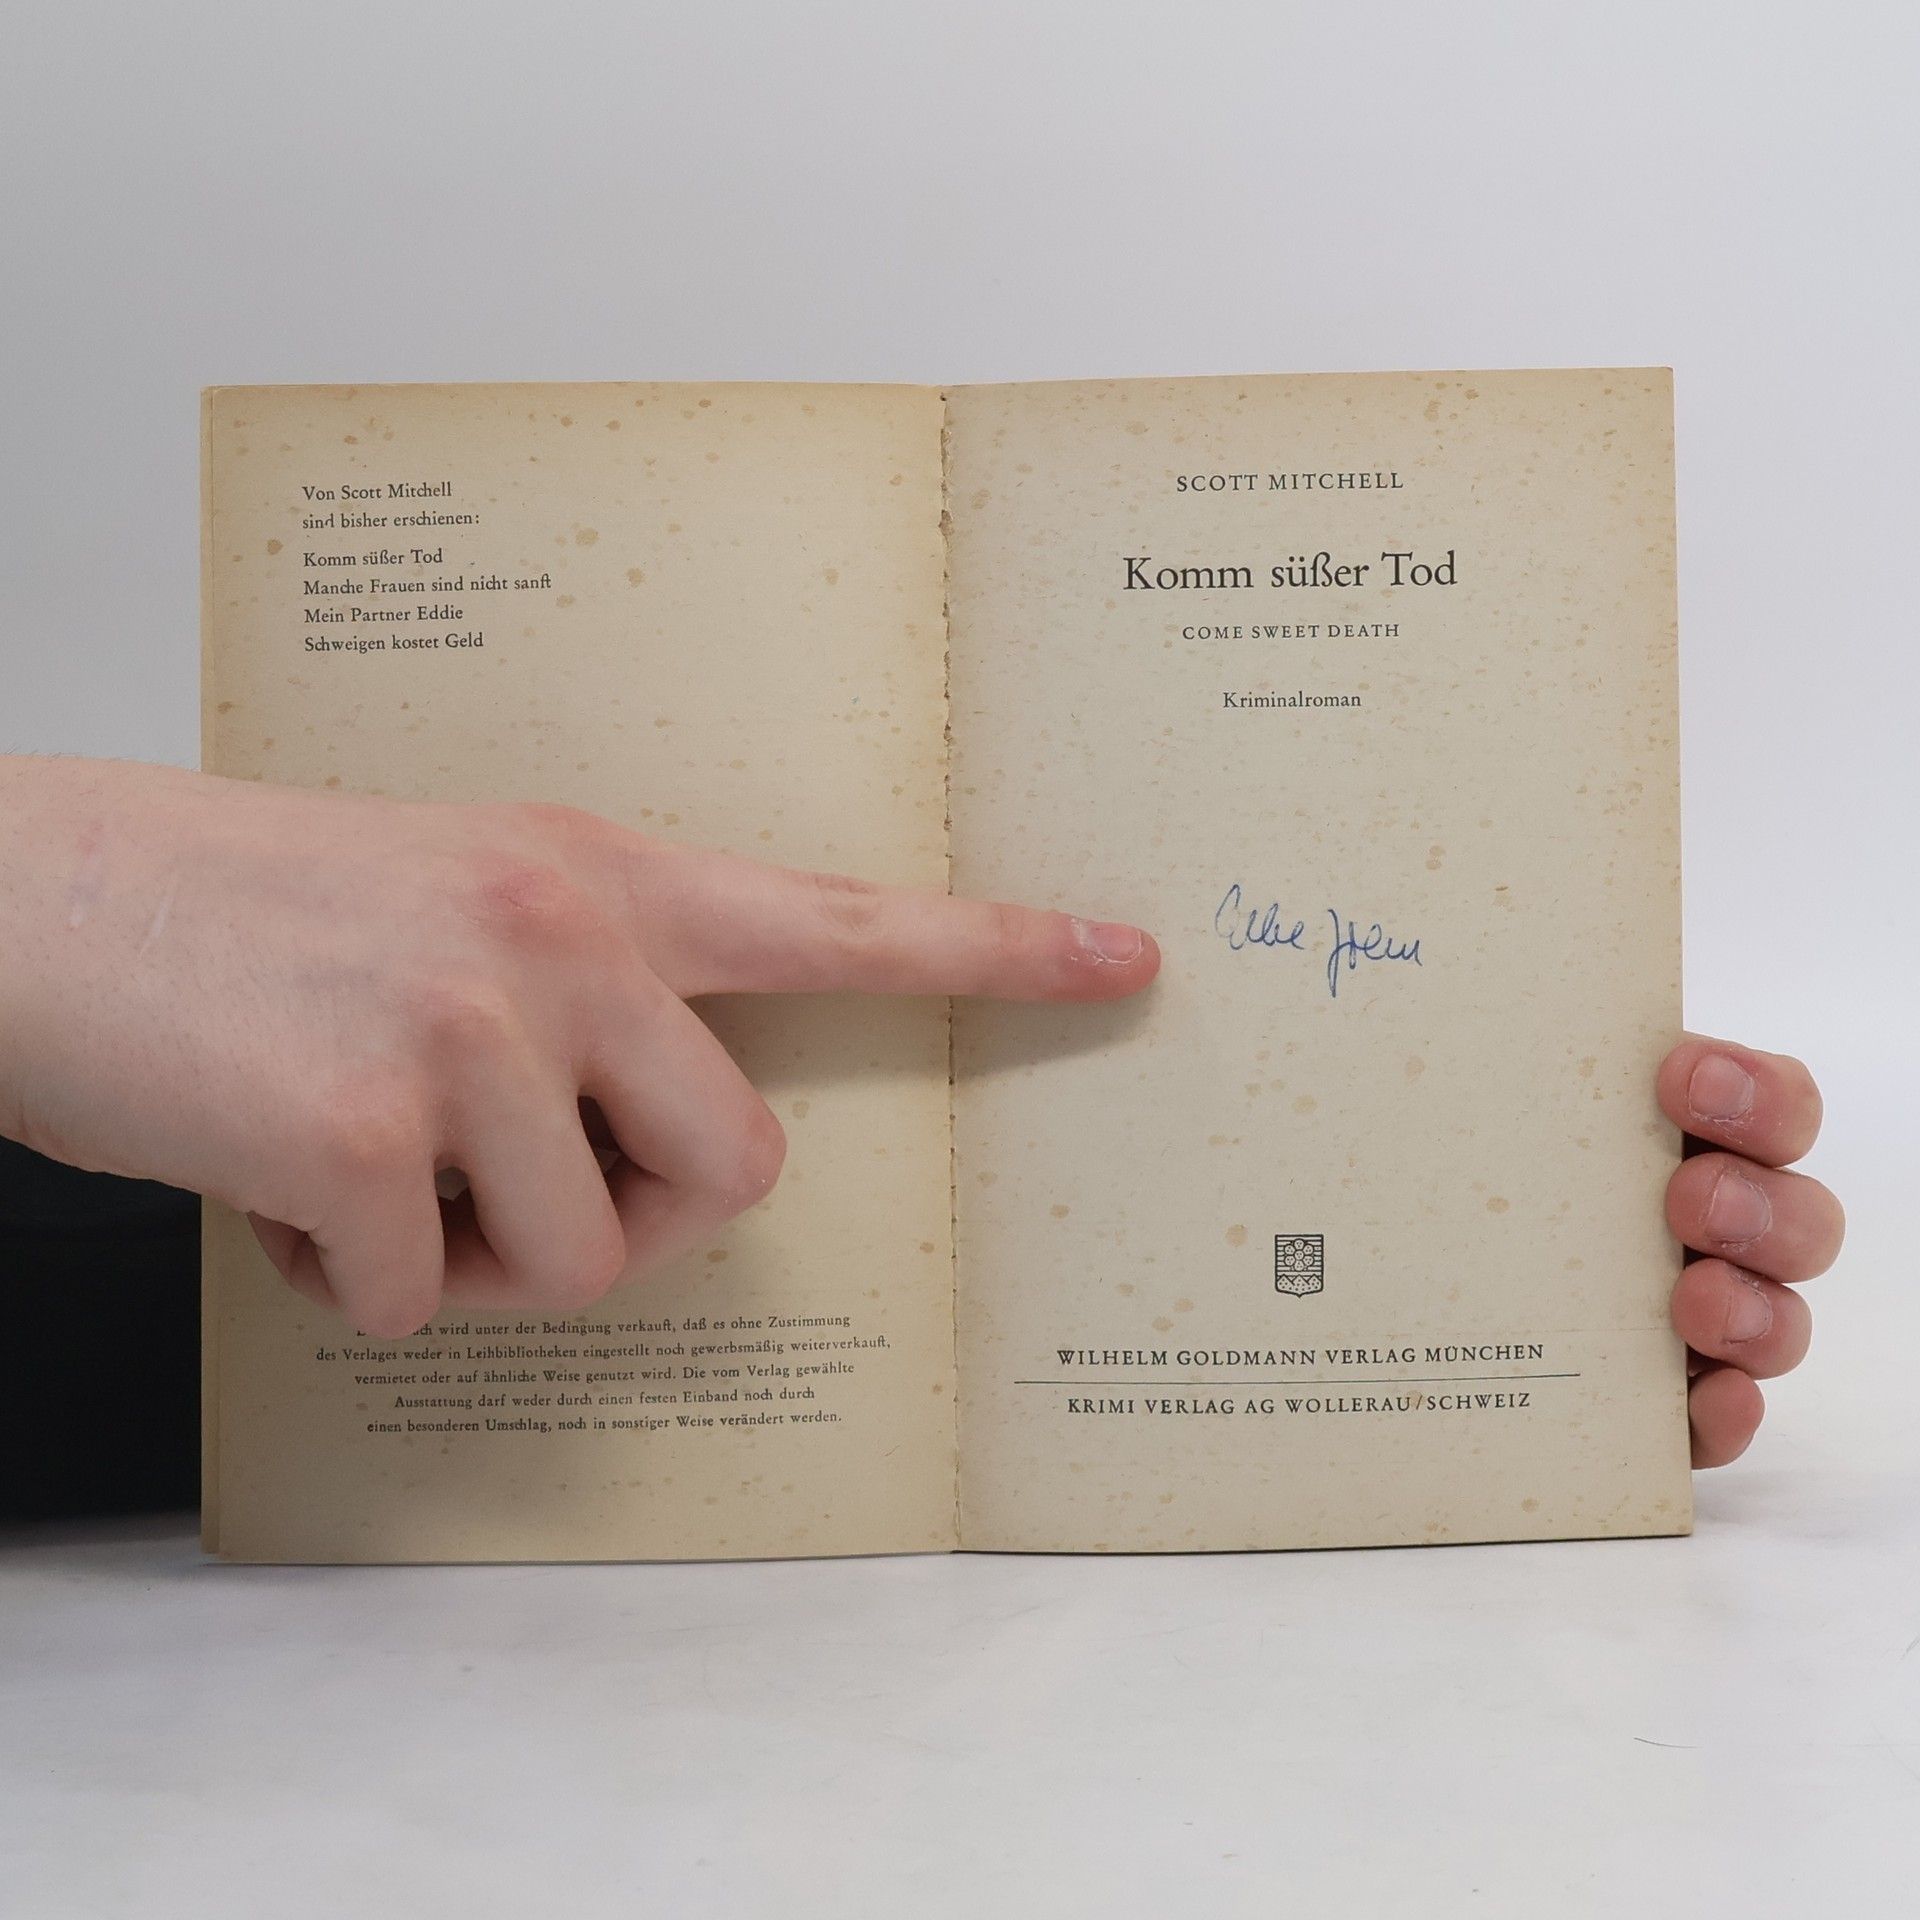 Von Scott Mitchell
sind bisher erschienen:
Komm süßer Tod
Manche Frauen sind nicht sanft
Mein Partner Eddie
Schweigen kostet Geld
wird unter der Bedingung verkauft, daß es ohne Zustimmung
des Verlages weder in Leihbibliotheken eingestellt noch gewerbsmäßig weiterverkauft,
vermietet oder auf ähnliche Weise genutzt wird. Die vom Verlag gewählte
Ausstattung darf weder durch einen festen Einband noch durch
einen besonderen Umschlag, noch in sonstiger Weise verändert werden.
SCOTT MITCHELL
Komm süßer Tod
COME SWEET DEATH
Kriminalroman
WILHELM GOLDMANN VERLAG MÜNCHEN
KRIMI VERLAG AG WOLLERAU/SCHWEIZ